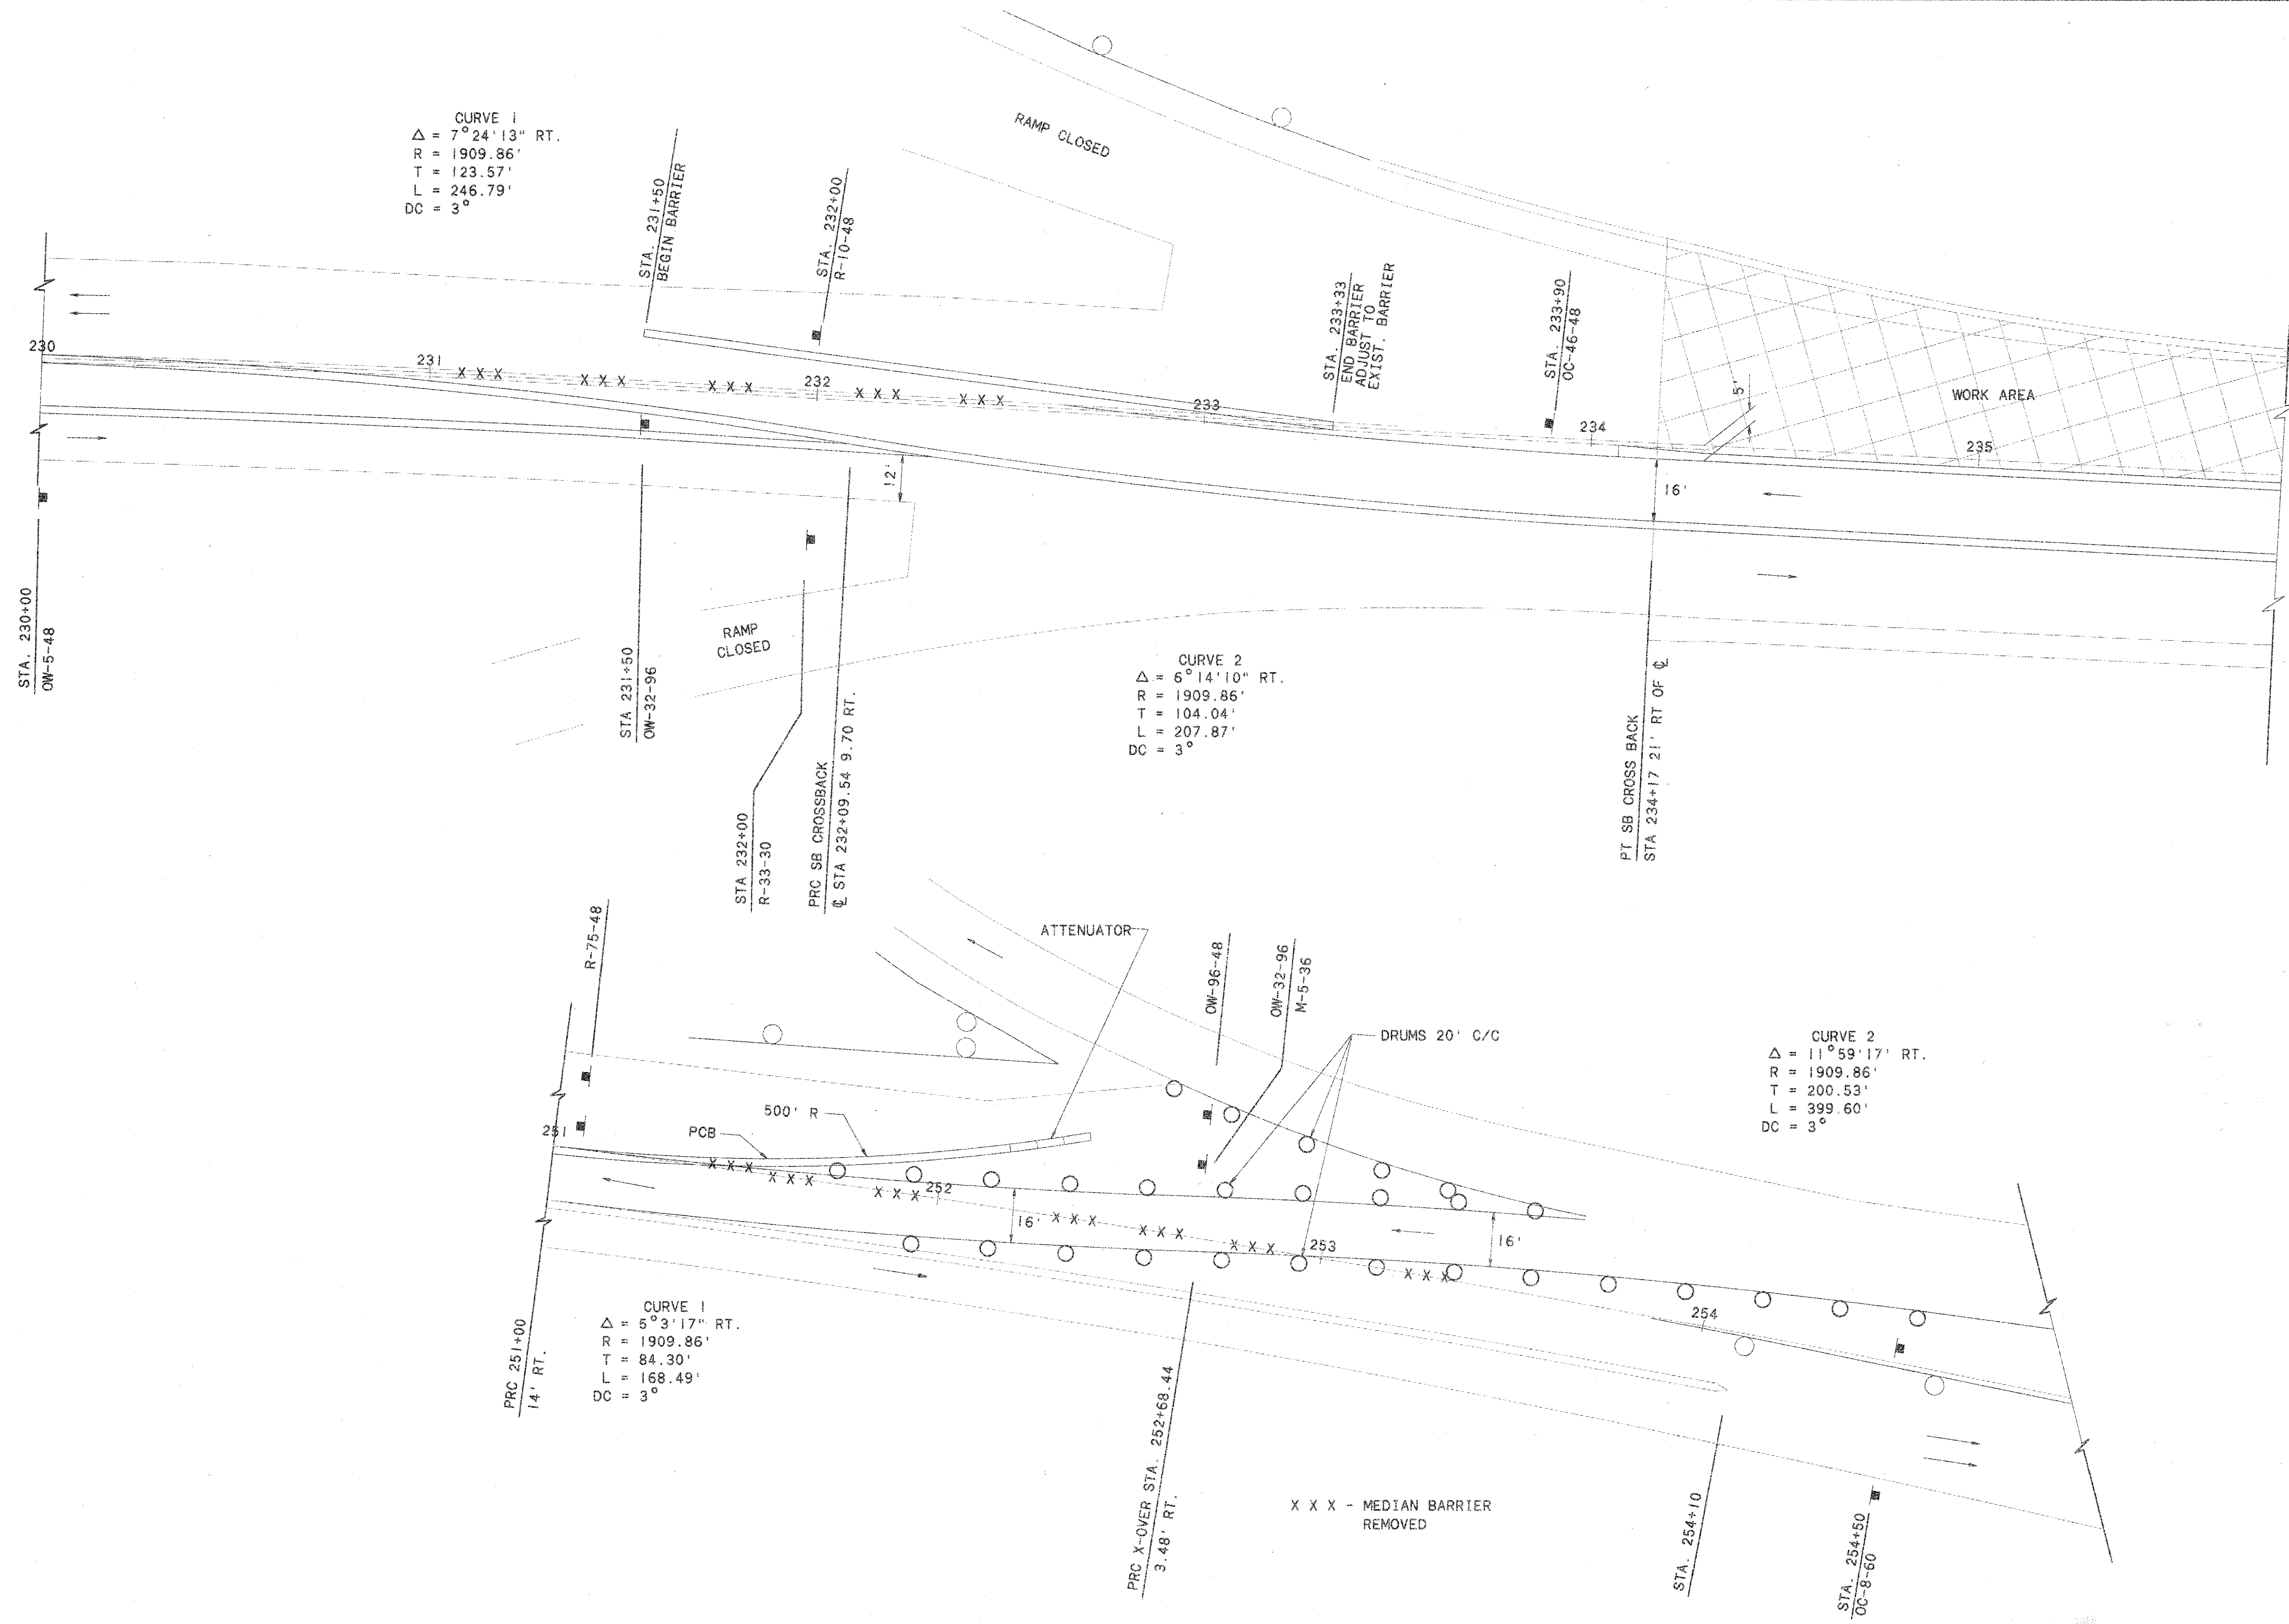 CURVE 1
Δ = 7°24'13" RT.
R = 1909.86'
T = 123.57'
L = 246.79'
DC = 3°
RAMP CLOSED
STA. 231+50
BEGIN BARRIER
STA. 232+00
R-10-48
STA. 233+33
END BARRIER
ADJUST TO
EXIST. BARRIER
STA. 233+90
OC-46-48
230
231
232
233
234
235
5'
WORK AREA
12'
16'
STA. 230+00
OW-5-48
RAMP
CLOSED
STA 231+50
OW-32-96
STA 232+00
R-33-30
PRC SB CROSSBACK
℄ STA 232+09.54 9.70 RT.
CURVE 2
Δ = 6°14'10" RT.
R = 1909.86'
T = 104.04'
L = 207.87'
DC = 3°
PT SB CROSS BACK
STA 234+17 21' RT OF ℄
R-75-48
ATTENUATOR
OW-96-48
OW-32-96
M-5-36
DRUMS 20' C/C
CURVE 2
Δ = 11°59'17' RT.
R = 1909.86'
T = 200.53'
L = 399.60'
DC = 3°
500' R
PCB
251
252
253
254
16'
16'
X X X
CURVE 1
Δ = 5°3'17" RT.
R = 1909.86'
T = 84.30'
L = 168.49'
DC = 3°
PRC 251+00
14' RT.
PRC X-OVER STA. 252+68.44
3.48' RT.
X X X - MEDIAN BARRIER
REMOVED
STA. 254+10
STA. 254+50
OC-8-60